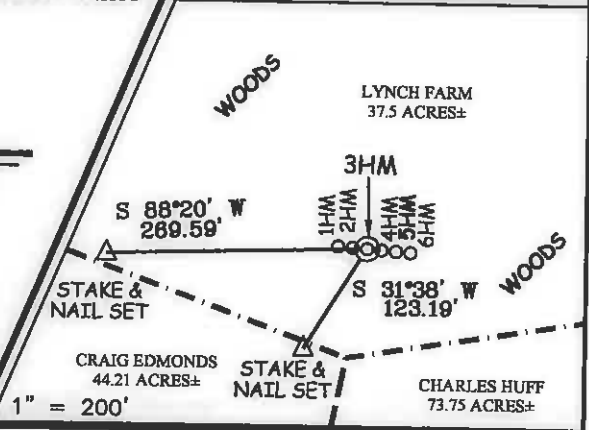 WOODS
LYNCH FARM
37.5 ACRES±
3HM
1HM
2HM
4HM
5HM
6HM
S 88°20' W
269.59'
WOODS
S 31°38' W
123.19'
STAKE &
NAIL SET
CRAIG EDMONDS
44.21 ACRES±
STAKE &
NAIL SET
CHARLES HUFF
73.75 ACRES±
1" = 200'